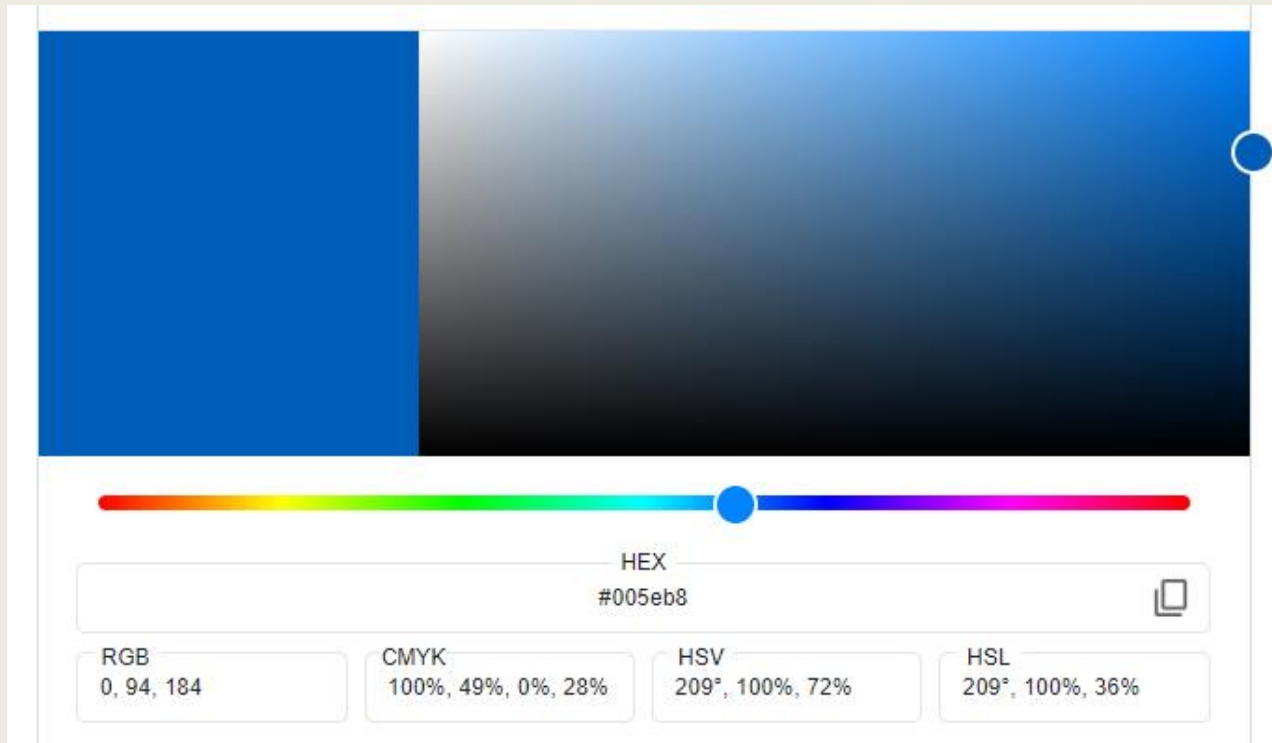 HEX
#005eb8
RGB
0, 94, 184
CMYK
100%, 49%, 0%, 28%
HSV
209°, 100%, 72%
HSL
209°, 100%, 36%